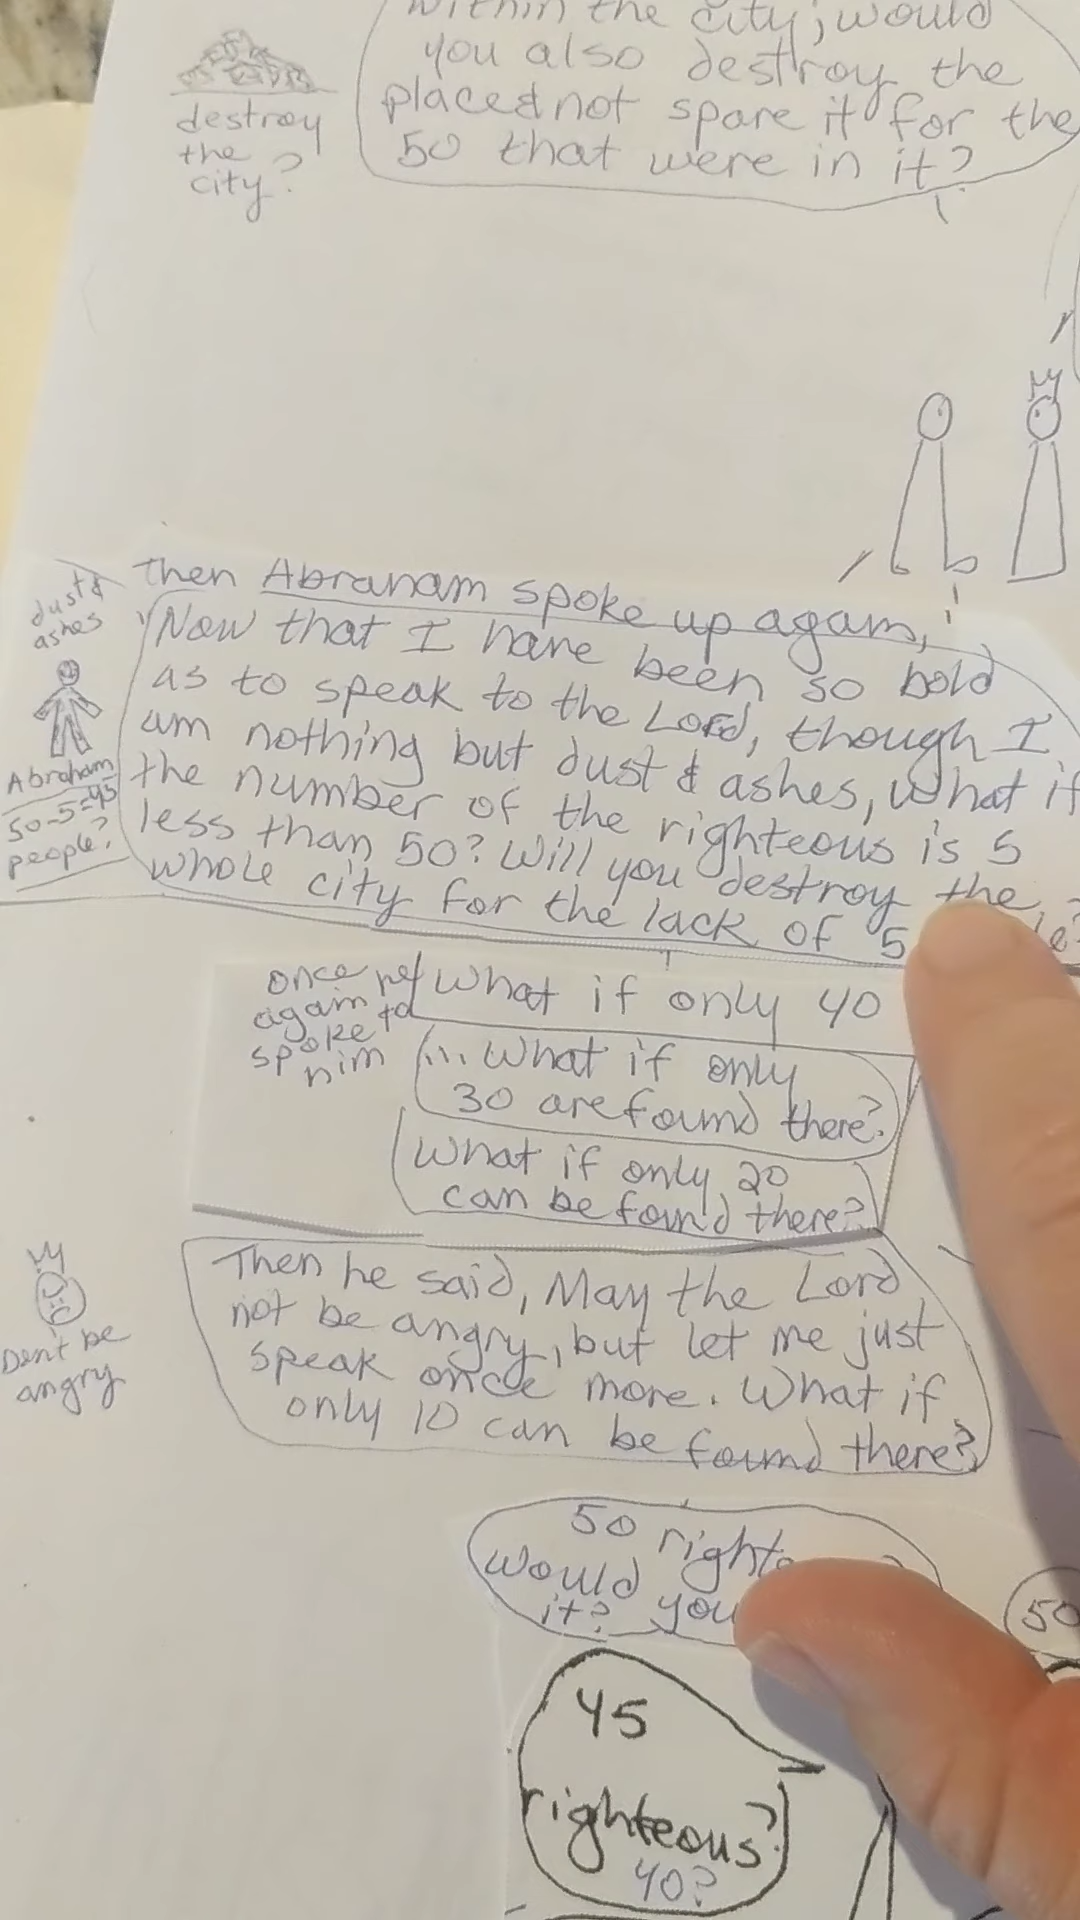 within the city; would
you also destroy the
place & not spare it for the
50 that were in it?
destroy
the
city?
Then Abraham spoke up again,
"Now that I have been so bold
as to speak to the Lord, though I
am nothing but dust & ashes, what if
the number of the righteous is 5
less than 50? Will you destroy the
whole city for the lack of 5
dust &
ashes
Abraham
50-5=45
people?
once
again he
spoke to
him
What if only 40
... What if only
30 are found there?
What if only 20
can be found there?
Then he said, May the Lord
not be angry, but let me just
speak once more. What if
only 10 can be found there?
Don't be
angry
50
would you
it?
50
45
righteous?
40?